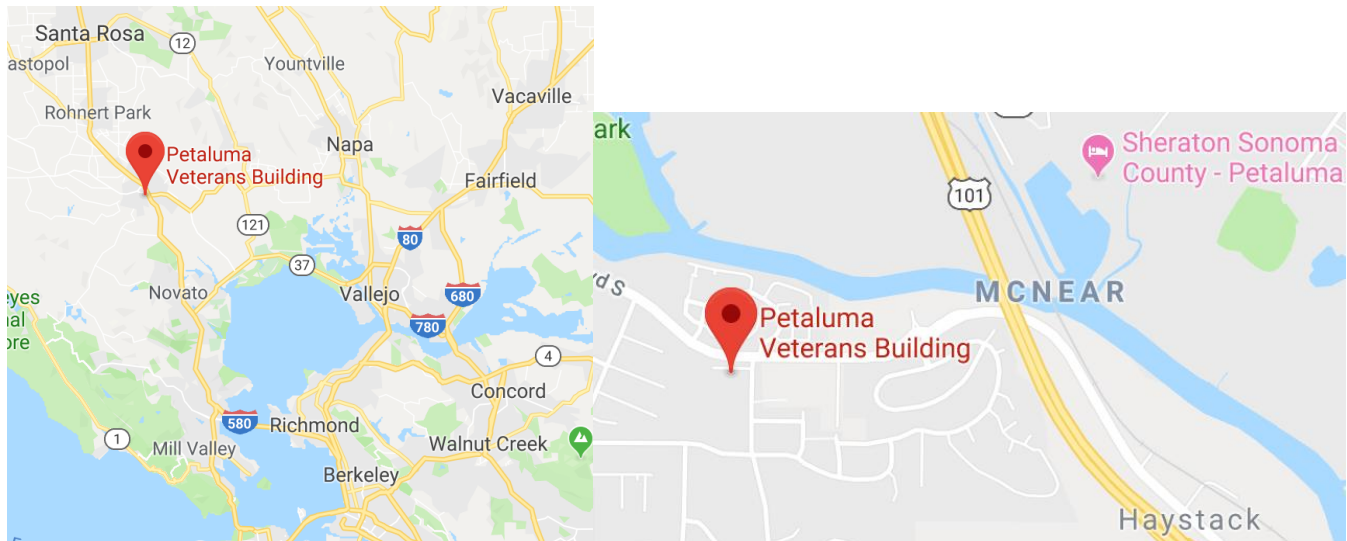 Santa Rosa
12
astopol
Yountville
Vacaville
Rohnert Park
Napa
Petaluma
Veterans Building
Fairfield
121
80
37
eyes
Novato
Vallejo
680
nal
ore
780
4
Concord
580
Richmond
1
Mill Valley
Walnut Creek
Berkeley
ark
Sheraton Sonoma
County - Petaluma
101
vd S
MCNEAR
Petaluma
Veterans Building
Haystack